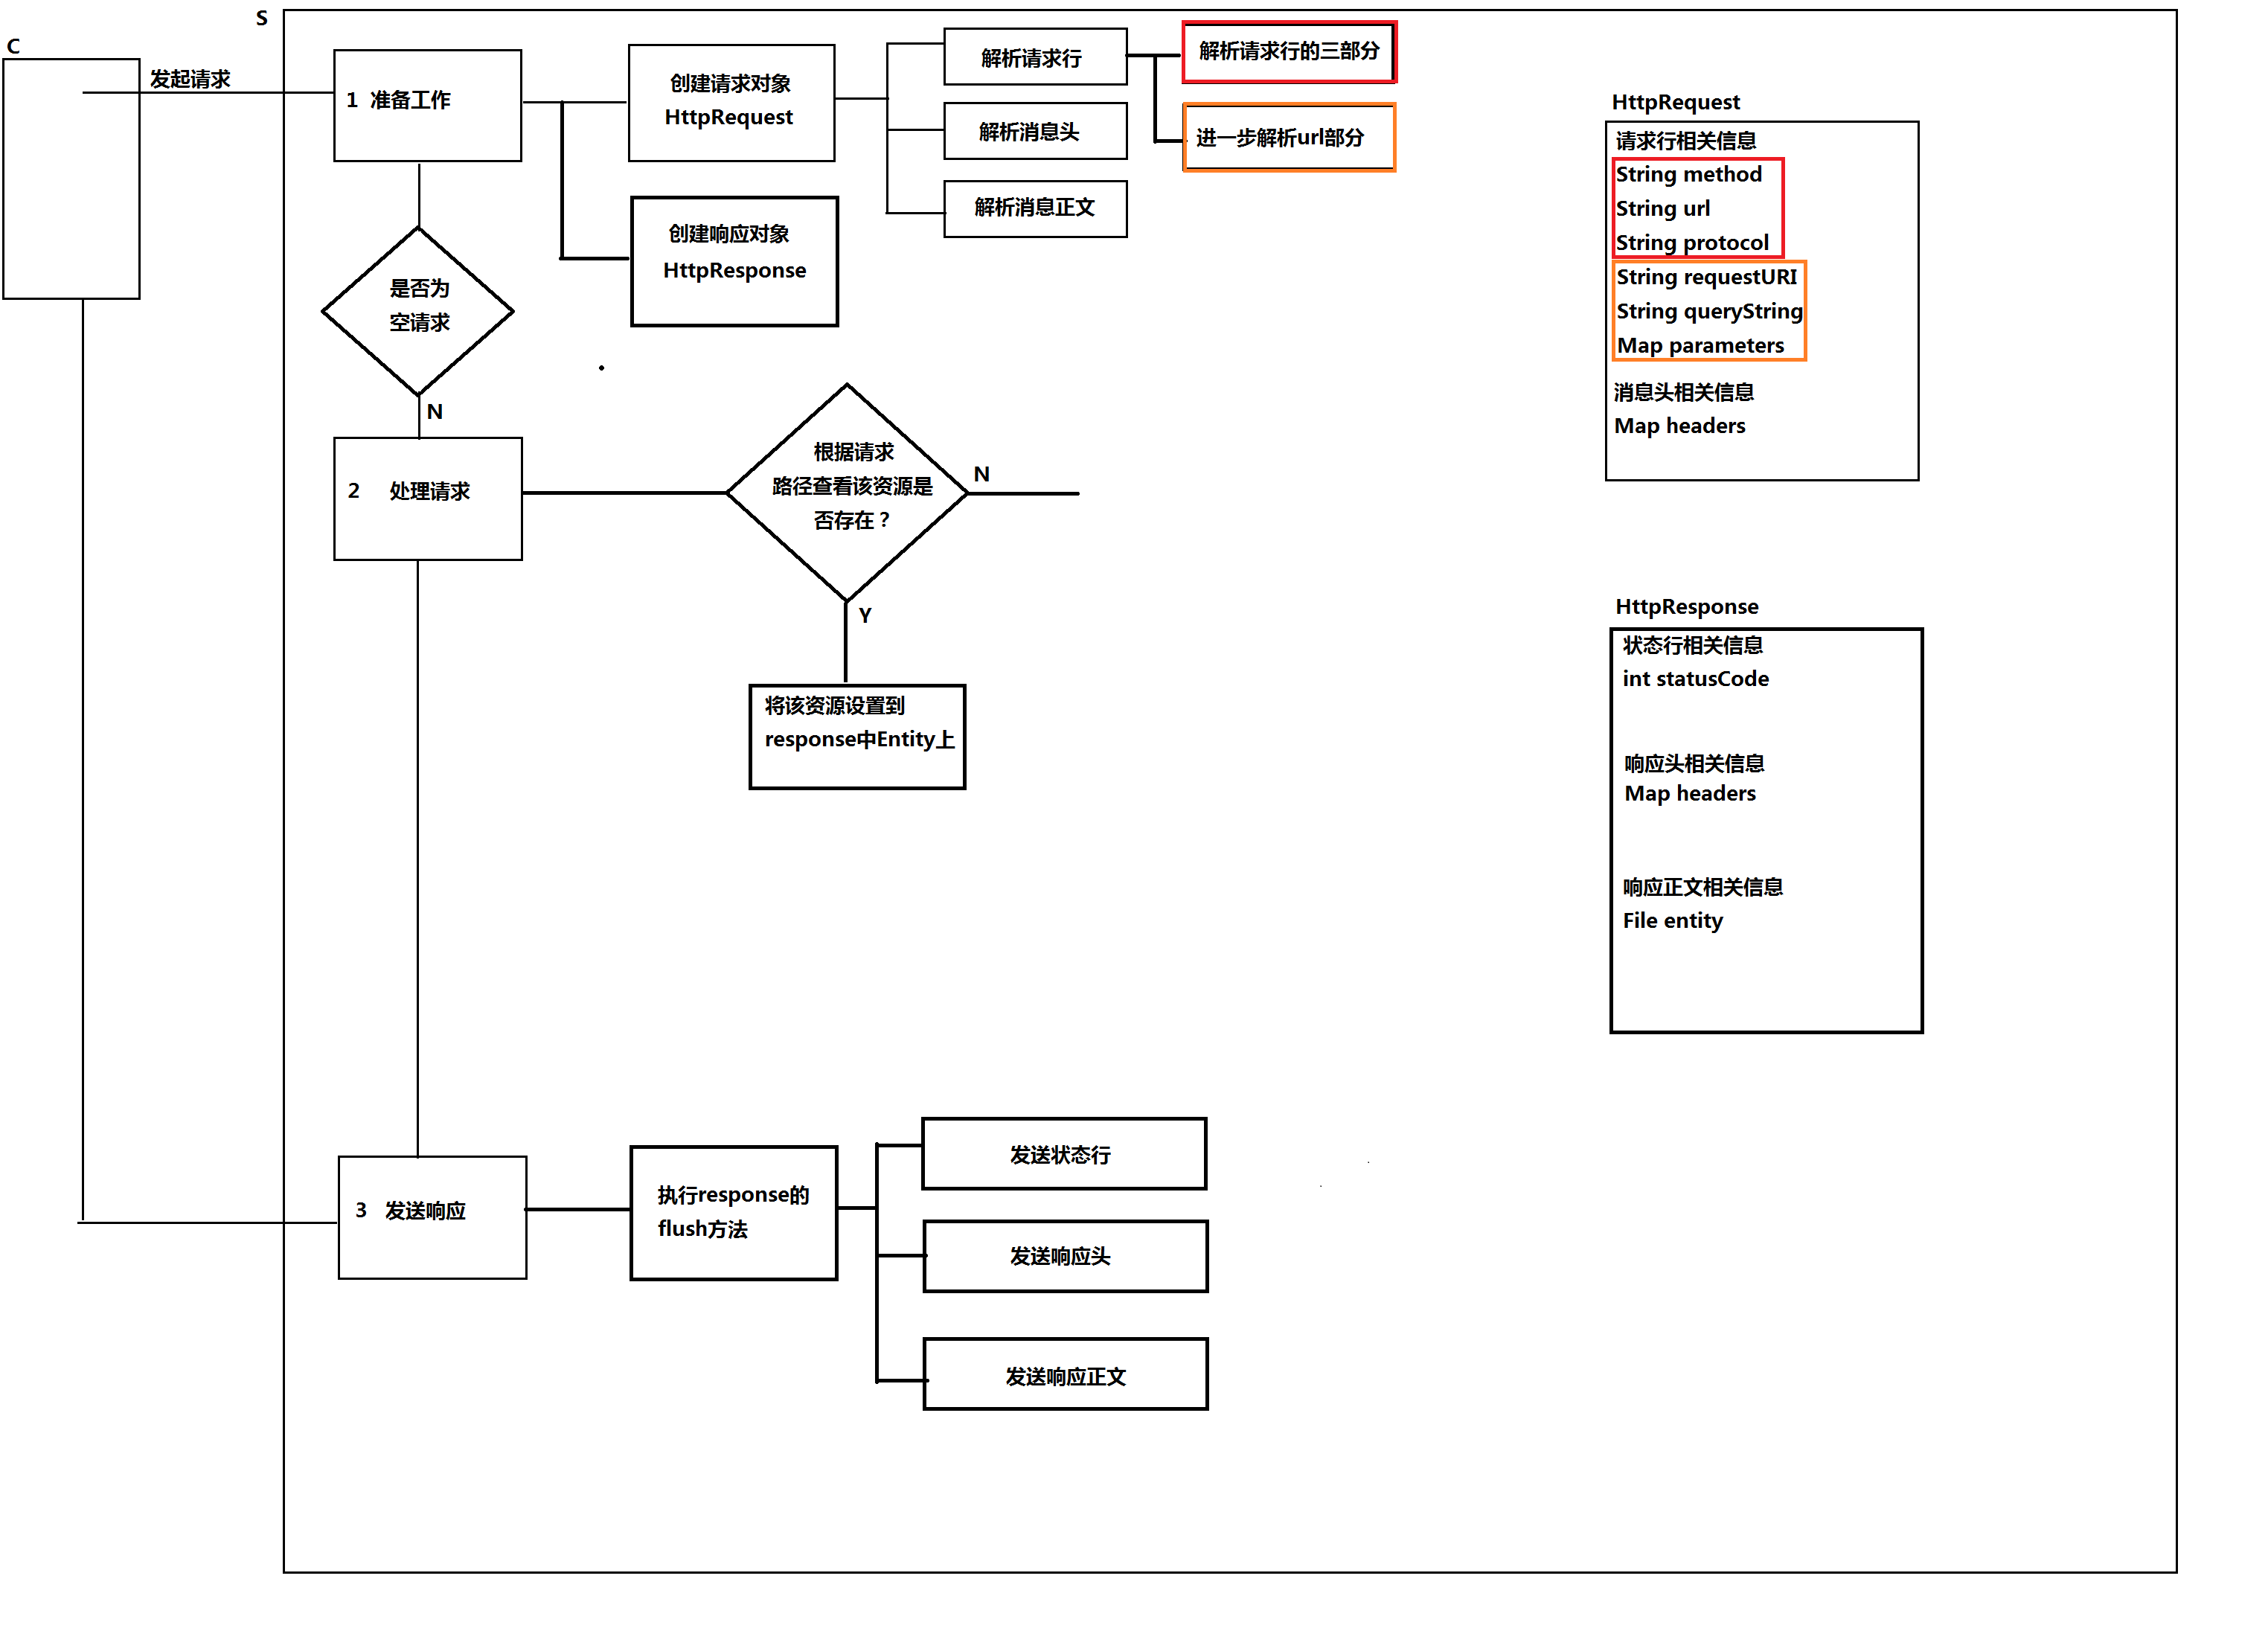 S
C
发起请求
1 准备工作
创建请求对象
HttpRequest
解析请求行
解析请求行的三部分
解析消息头
进一步解析url部分
解析消息正文
创建响应对象
HttpResponse
是否为
空请求
N
2 处理请求
根据请求
路径查看该资源是
否存在？
N
Y
将该资源设置到
response中Entity上
3 发送响应
执行response的
flush方法
发送状态行
发送响应头
发送响应正文
HttpRequest
请求行相关信息
String method
String url
String protocol
String requestURI
String queryString
Map parameters
消息头相关信息
Map headers
HttpResponse
状态行相关信息
int statusCode
响应头相关信息
Map headers
响应正文相关信息
File entity